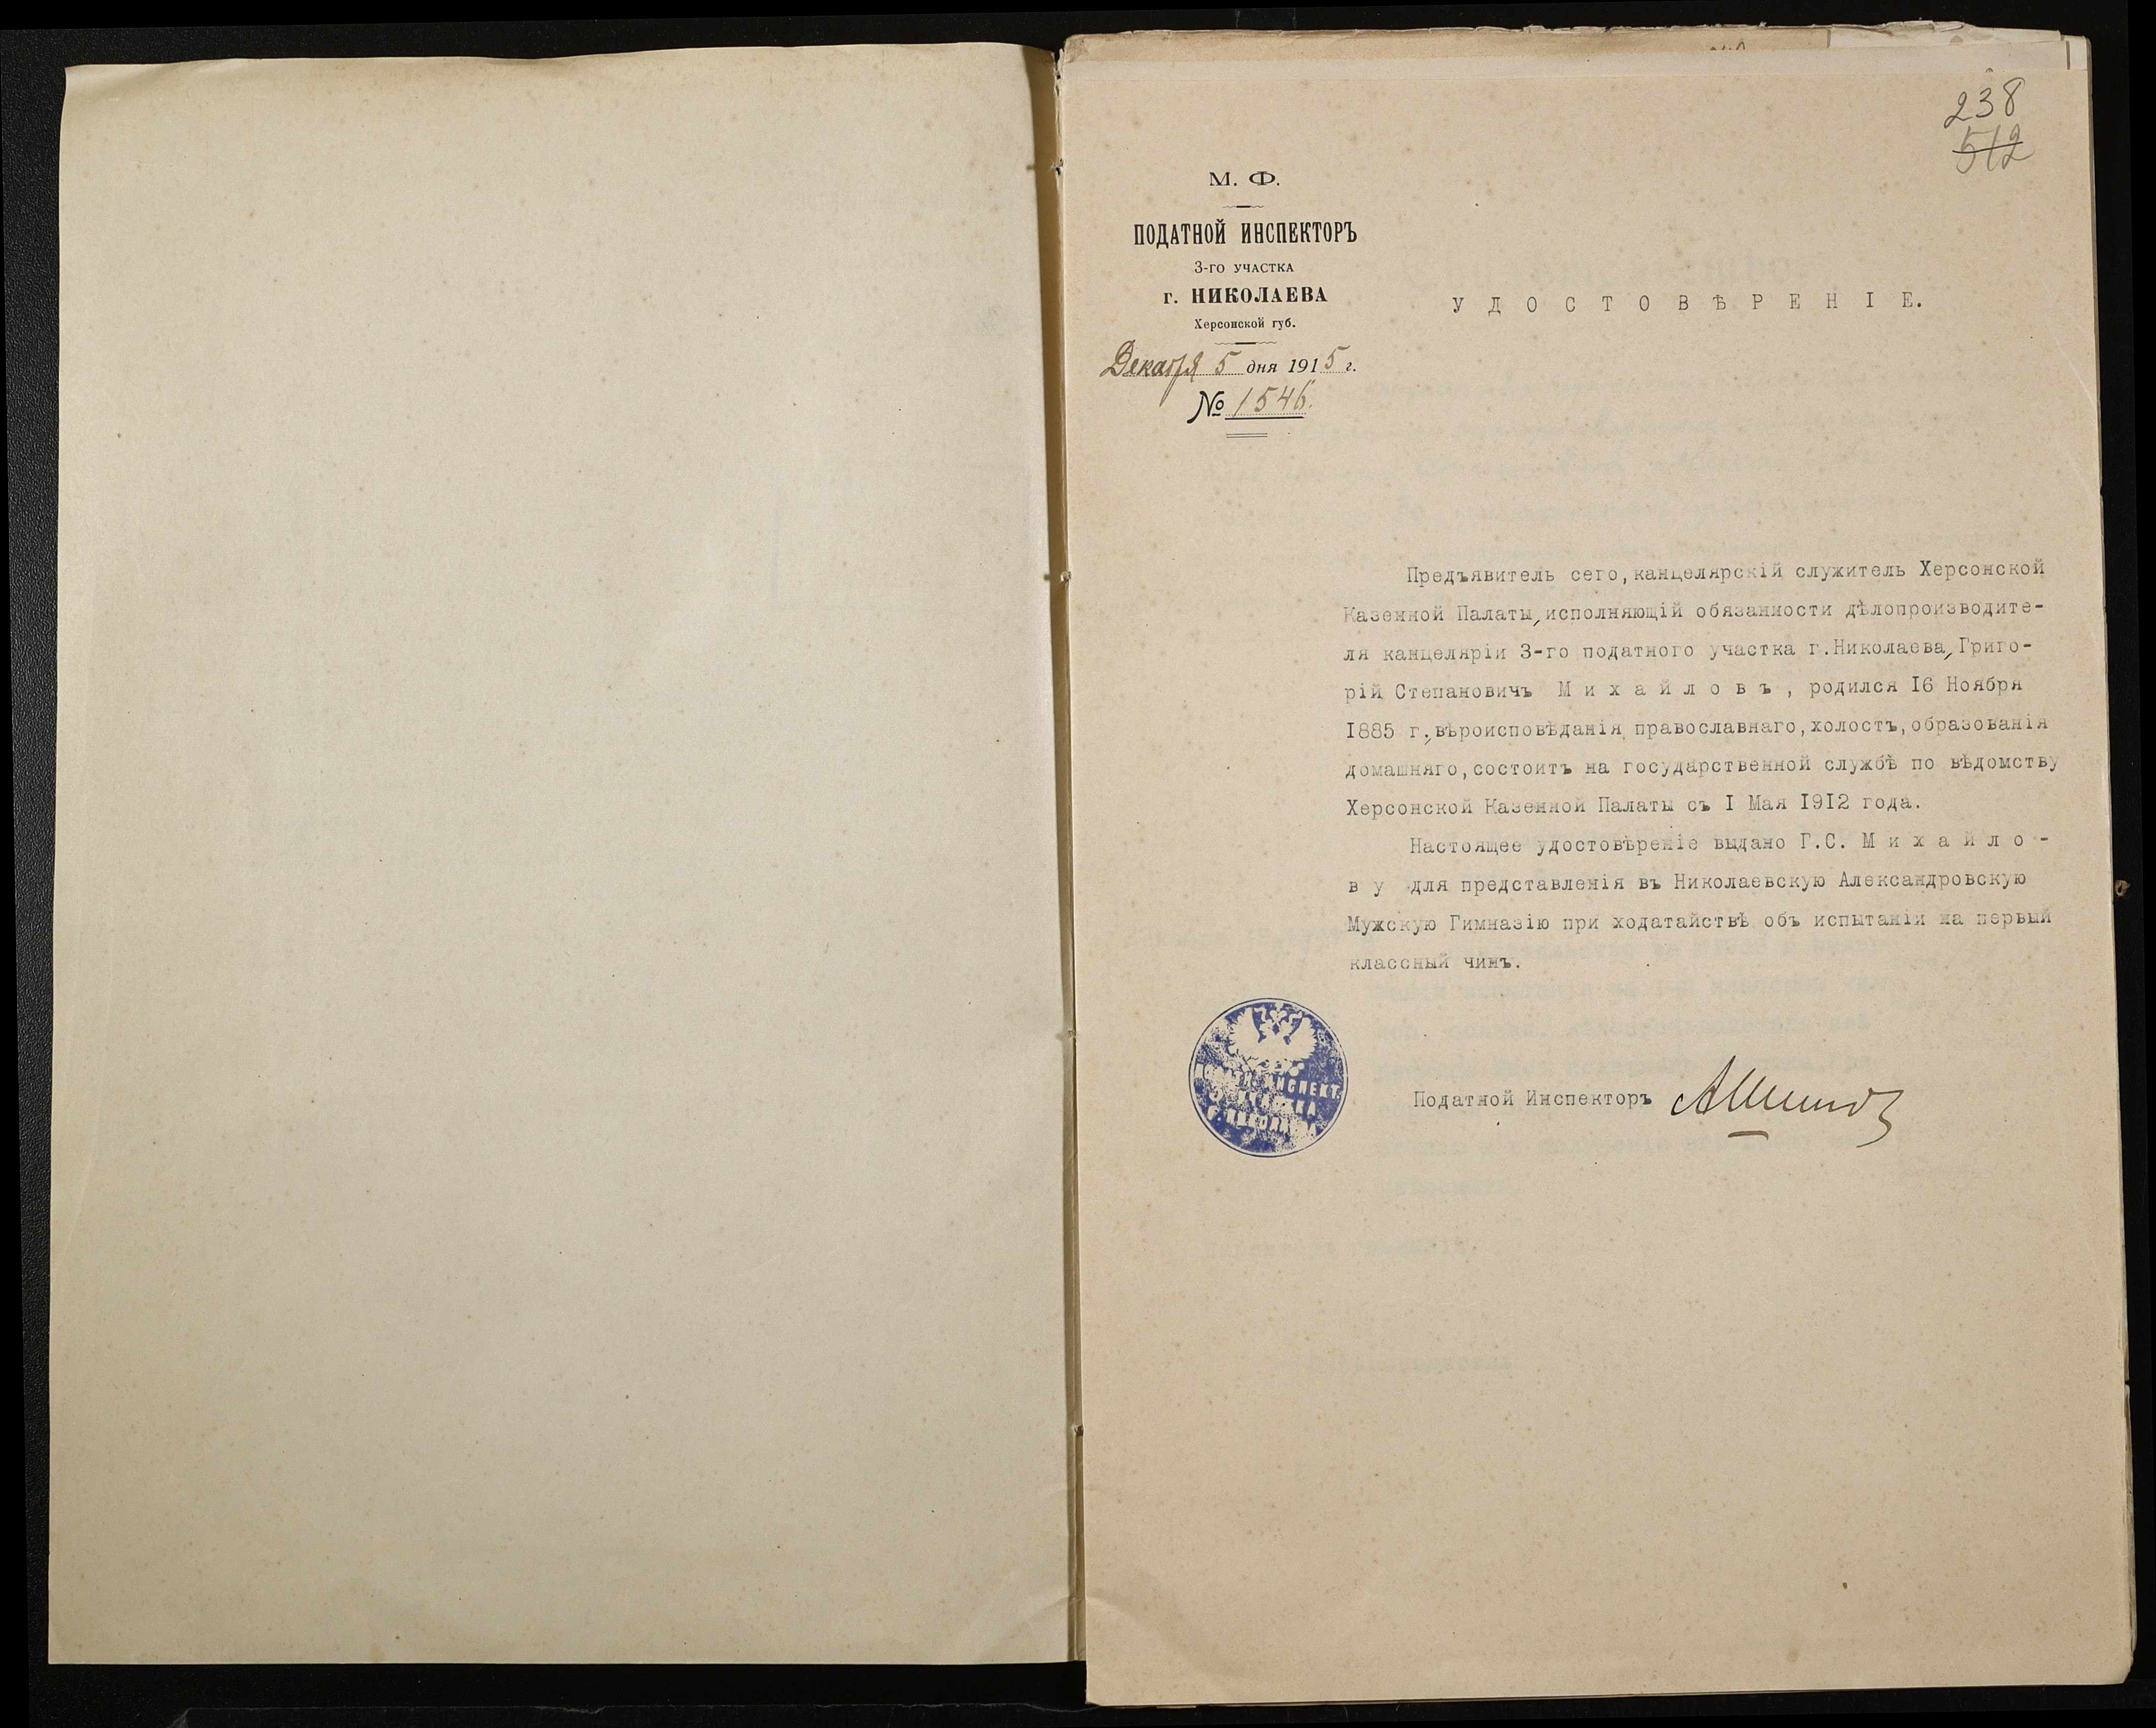 238
512
М. Ф.
ПОДАТНОЙ ИНСПЕКТОРЪ
3-го УЧАСТКА
г. НИКОЛАЕВА
Херсонской губ.
Декабря 5 дня 1915 г.
№ 1546.
УДОСТОВѢРЕНІЕ.
Предъявитель сего, канцелярскій служитель Херсонской
Казенной Палаты, исполняющій обязанности дѣлопроизводите-
ля канцеляріи 3-го податного участка г.Николаева, Григо-
рій Степановичъ Михайловъ, родился 16 Ноября
1885 г., вѣроисповѣданія православнаго, холостъ, образованія
домашняго, состоитъ на государственной службѣ по вѣдомству
Херсонской Казенной Палаты съ I Мая 1912 года.
Настоящее удостовѣреніе выдано Г.С. Михайло-
ву для представленія въ Николаевскую Александровскую
Мужскую Гимназію при ходатайствѣ объ испытаніи на первый
классный чинъ.
ИНСПЕКТ.
Податной Инспекторъ